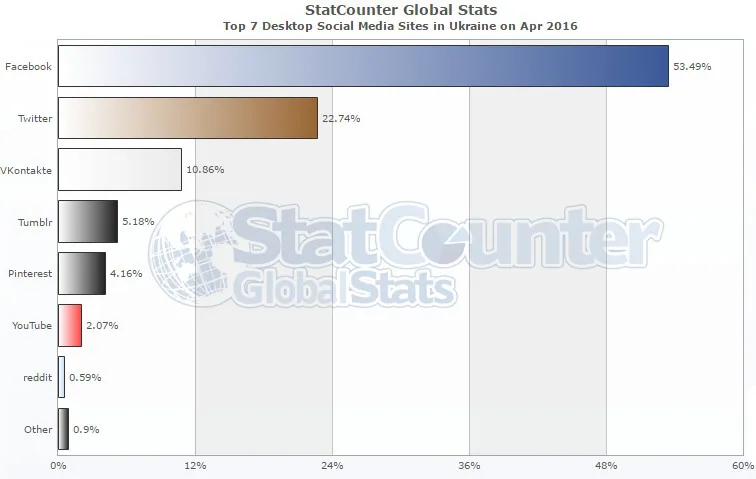 StatCounter Global Stats
Top 7 Desktop Social Media Sites in Ukraine on Apr 2016
Facebook 53.49%
Twitter 22.74%
VKontakte 10.86%
Tumblr 5.18%
StatCounter
Pinterest 4.16%
GlobalStats
YouTube 2.07%
reddit 0.59%
Other 0.9%
0% 12% 24% 36% 48% 60%